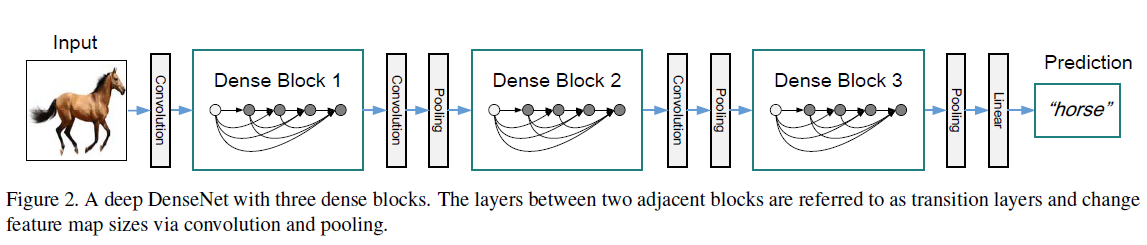 Input
Prediction
Convolution
Dense Block 1
Convolution
Pooling
Dense Block 2
Convolution
Pooling
Dense Block 3
Pooling
Linear
“horse”
Figure 2. A deep DenseNet with three dense blocks. The layers between two adjacent blocks are referred to as transition layers and change
feature map sizes via convolution and pooling.